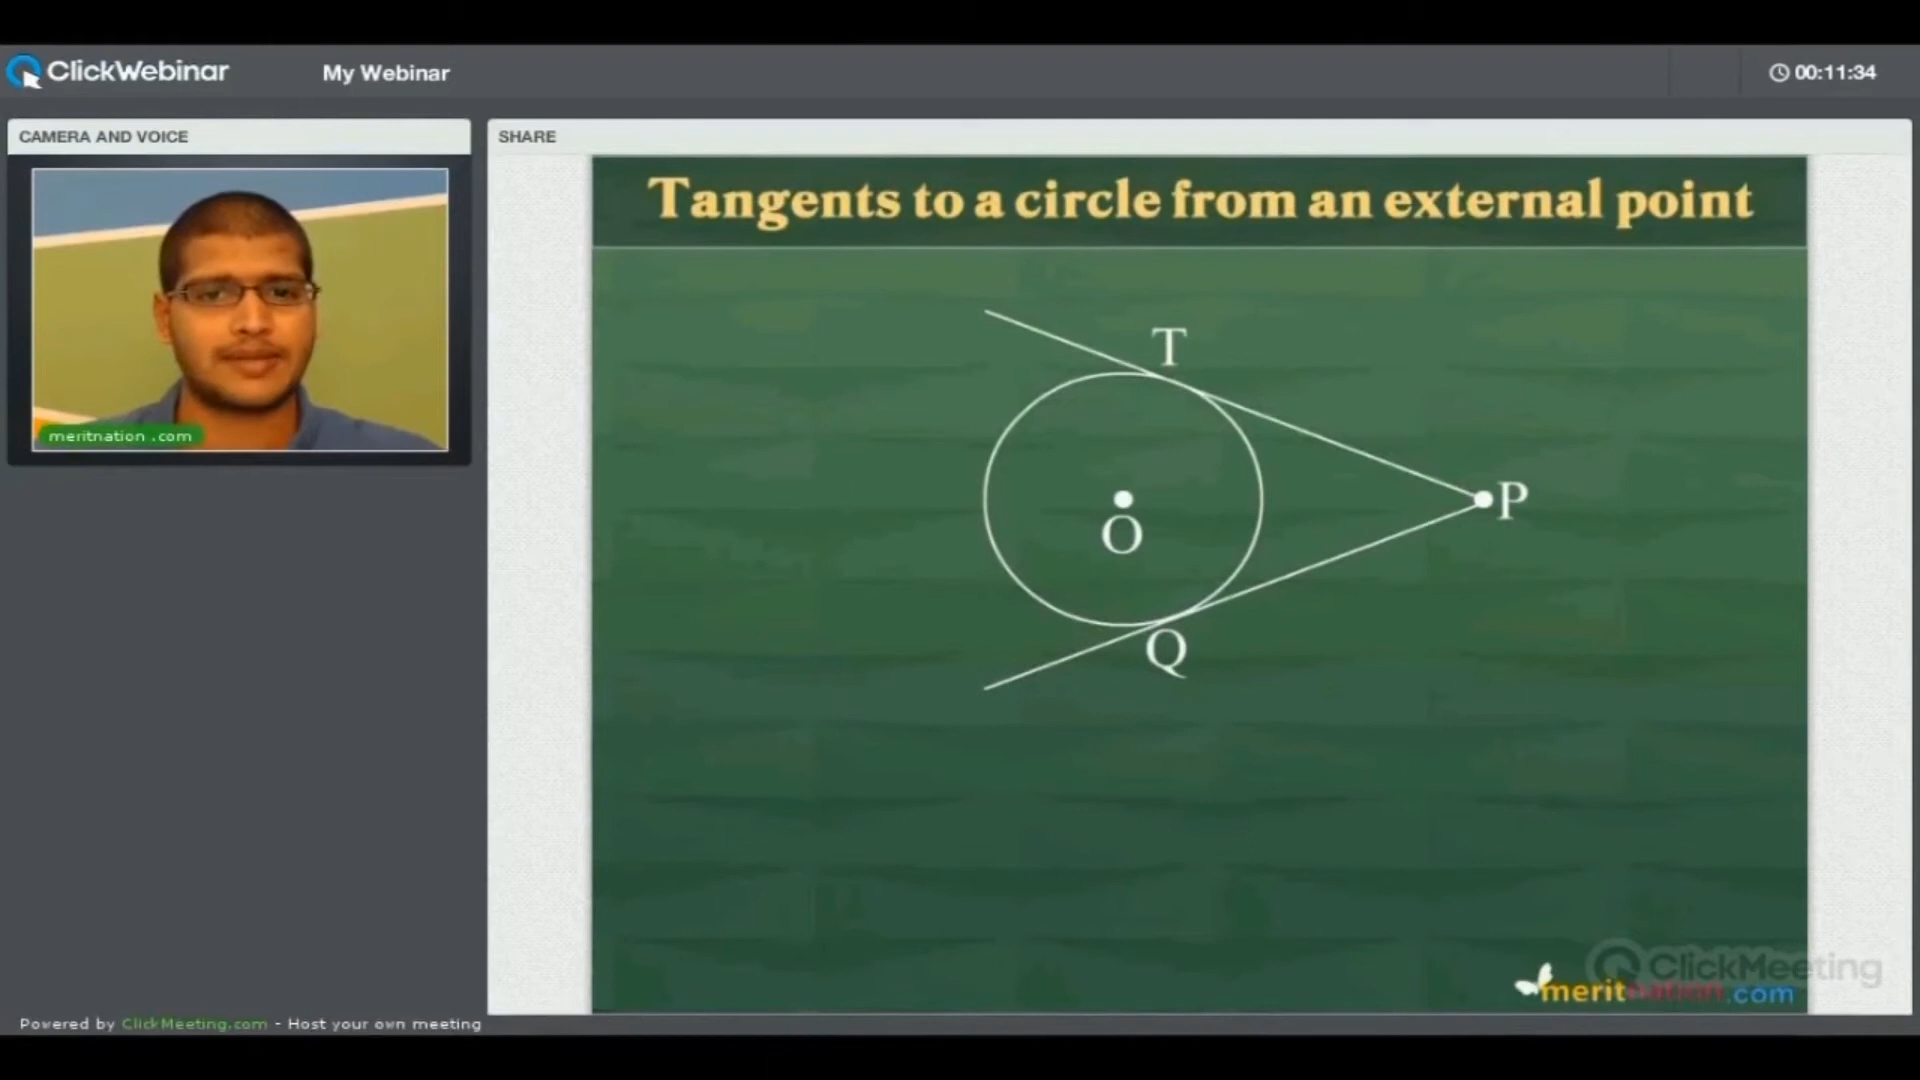 ClickWebinar
My Webinar
00:11:34
CAMERA AND VOICE
SHARE
meritnation .com
Tangents to a circle from an external point
T
O
P
Q
ClickMeeting
meritnation.com
Powered by ClickMeeting.com - Host your own meeting